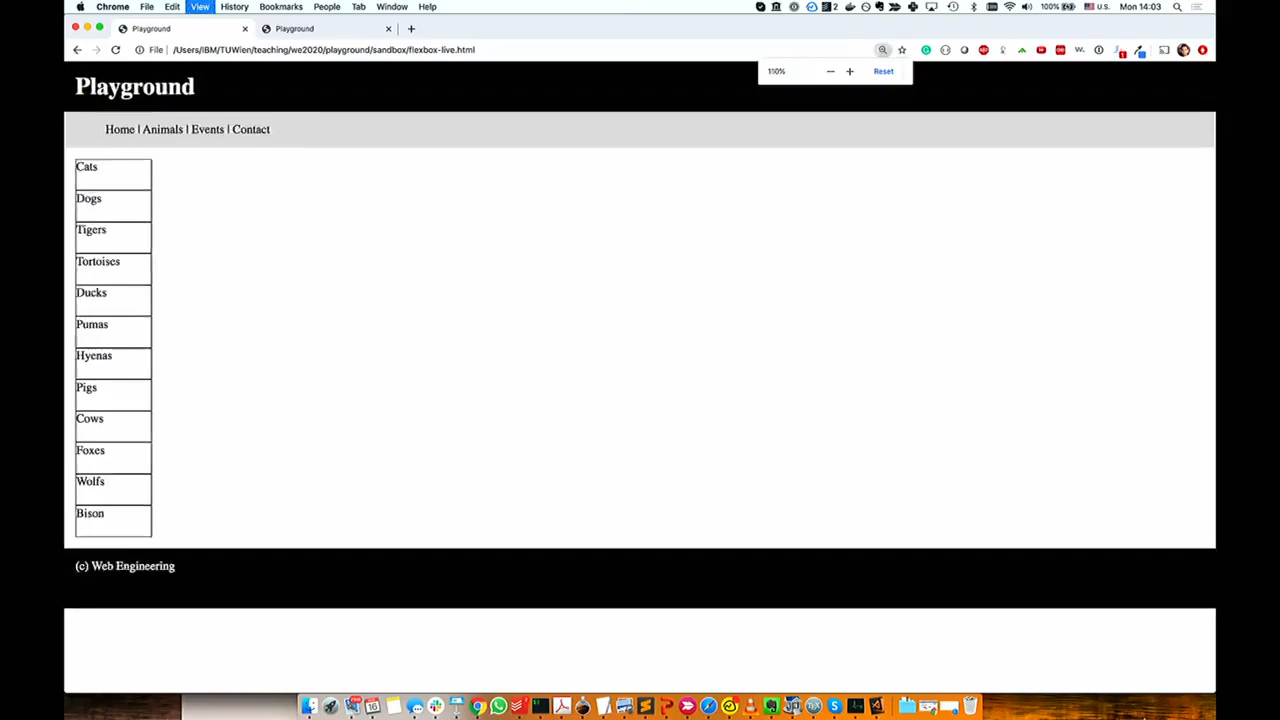 Chrome File Edit View History Bookmarks People Tab Window Help 2 100% U.S. Mon 14:03
Playground Playground
File /Users/IBM/TUWien/teaching/we2020/playground/sandbox/flexbox-live.html
110% Reset
Playground
Home | Animals | Events | Contact
Cats
Dogs
Tigers
Tortoises
Ducks
Pumas
Hyenas
Pigs
Cows
Foxes
Wolfs
Bison
(c) Web Engineering